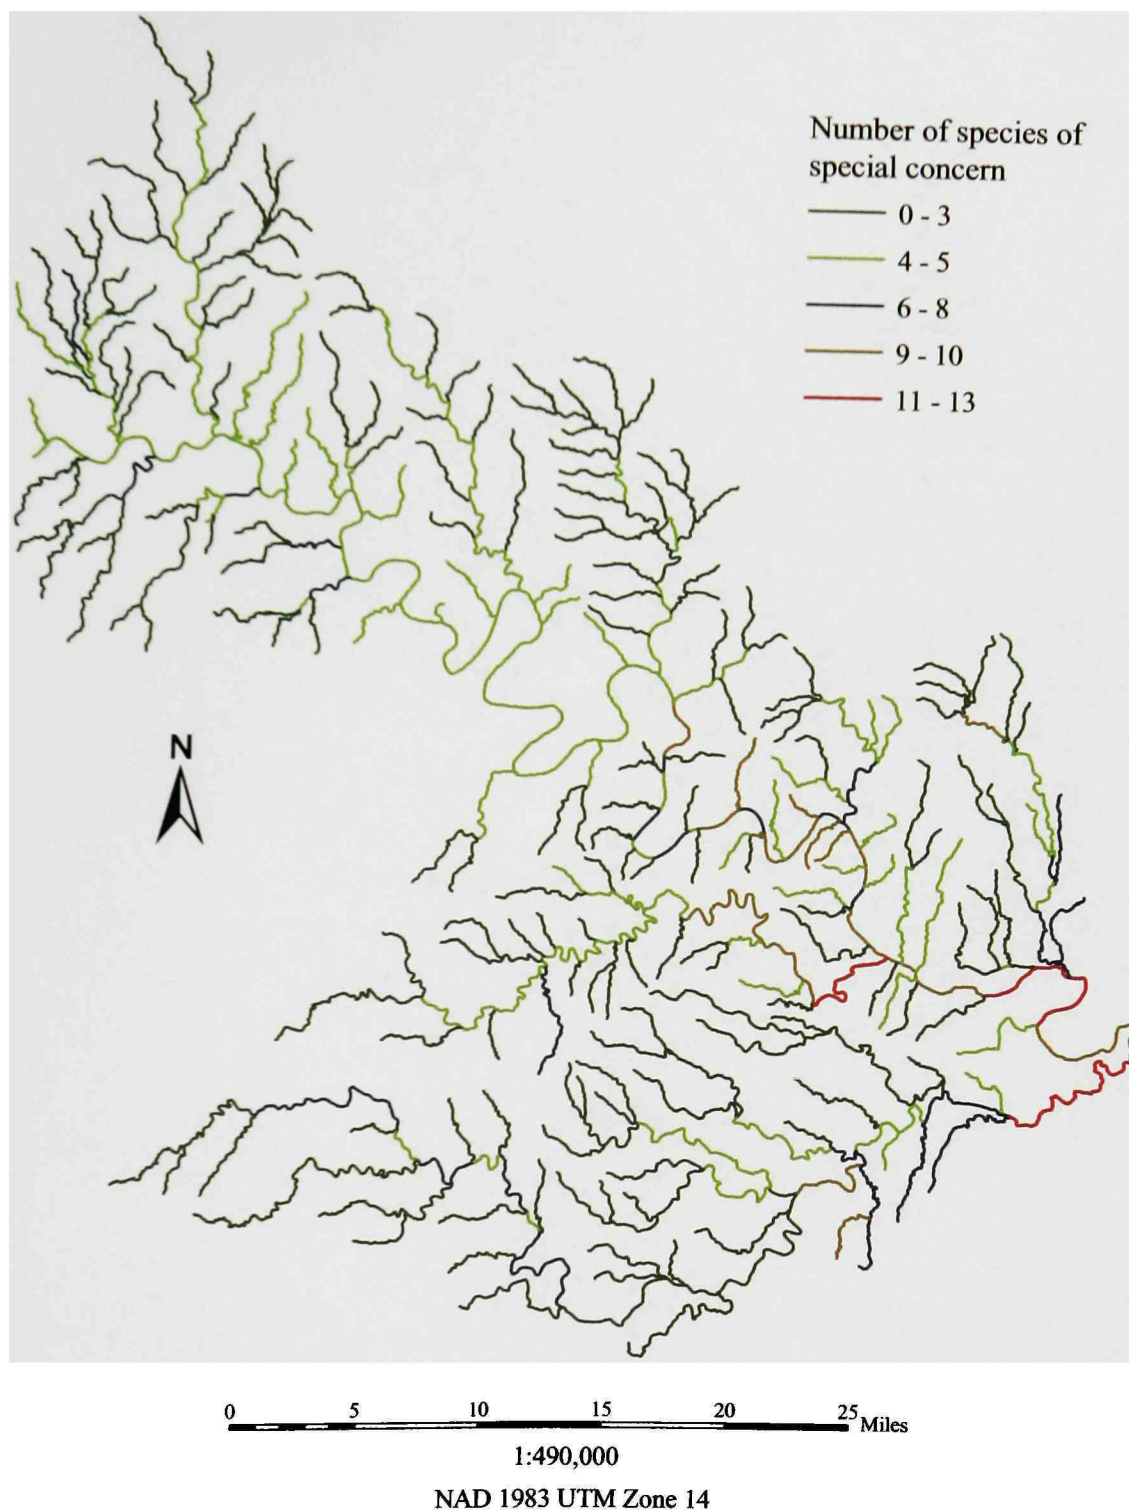 Number of species of
special concern
0 - 3
4 - 5
6 - 8
9 - 10
11 - 13
N
0 5 10 15 20 25 Miles
1:490,000
NAD 1983 UTM Zone 14